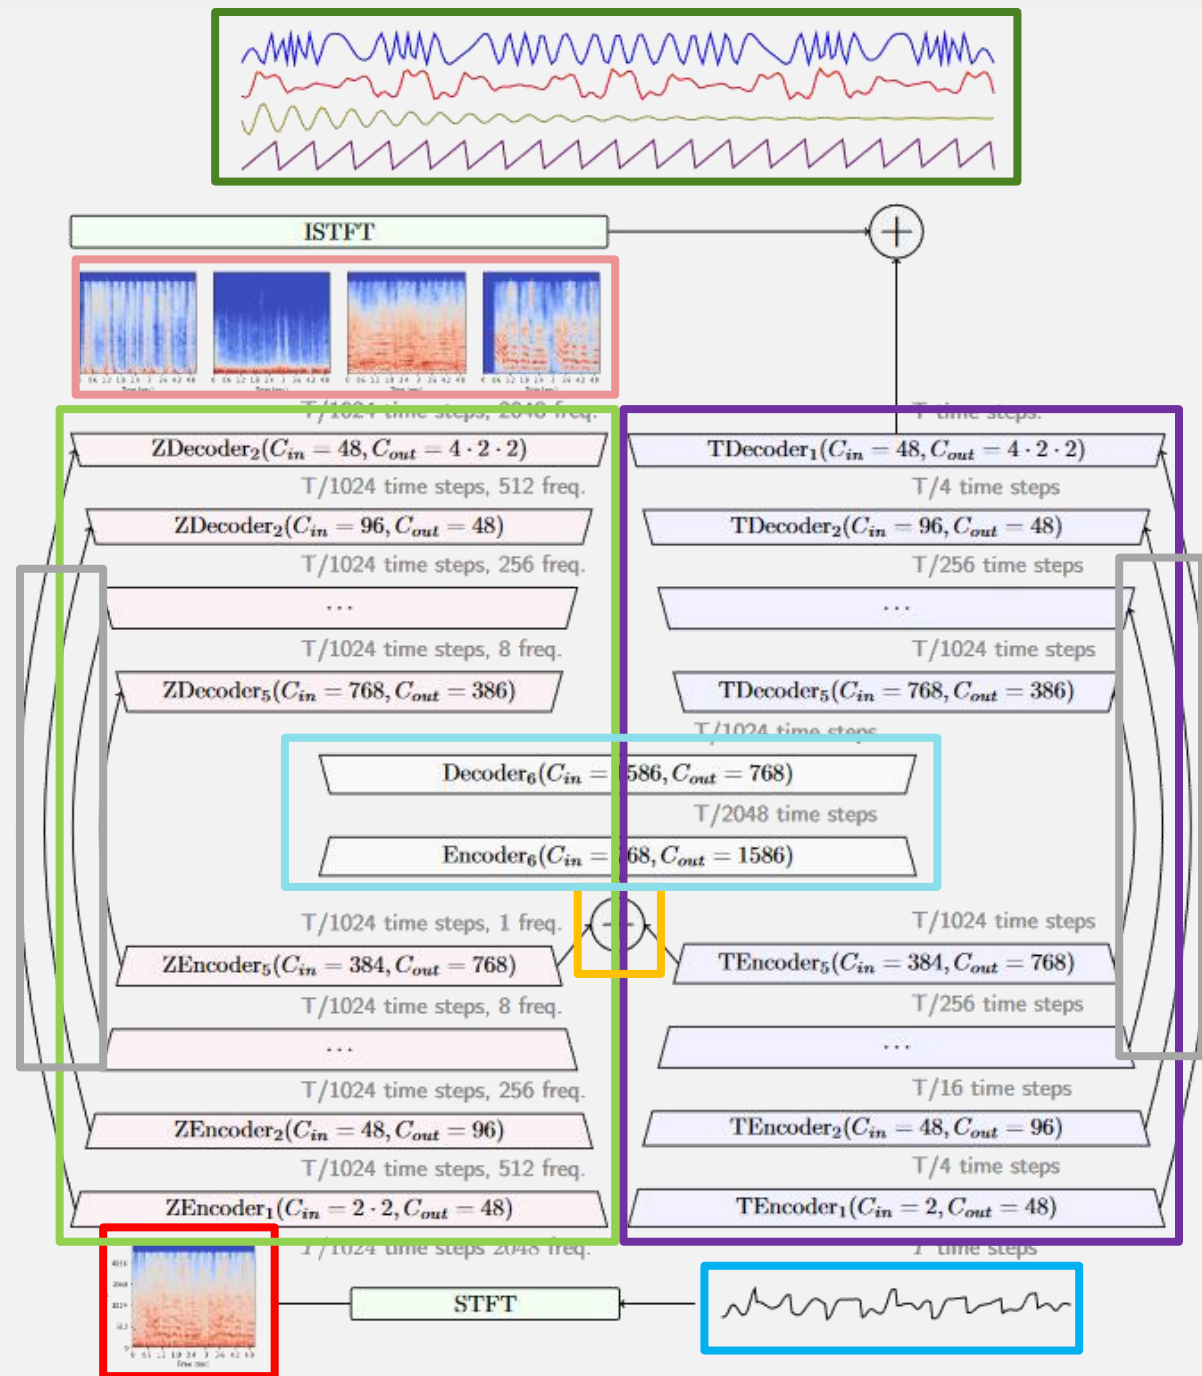 ISTFT
+
T/1024 time steps, 2048 freq.
T time steps.
ZDecoder₂(C_in = 48, C_out = 4 · 2 · 2)
TDecoder₁(C_in = 48, C_out = 4 · 2 · 2)
T/1024 time steps, 512 freq.
T/4 time steps
ZDecoder₂(C_in = 96, C_out = 48)
TDecoder₂(C_in = 96, C_out = 48)
T/1024 time steps, 256 freq.
T/256 time steps
...
...
T/1024 time steps, 8 freq.
T/1024 time steps
ZDecoder₅(C_in = 768, C_out = 386)
TDecoder₅(C_in = 768, C_out = 386)
T/1024 time steps
Decoder₆(C_in = 1586, C_out = 768)
T/2048 time steps
Encoder₆(C_in = 768, C_out = 1586)
T/1024 time steps, 1 freq.
+
T/1024 time steps
ZEncoder₅(C_in = 384, C_out = 768)
TEncoder₅(C_in = 384, C_out = 768)
T/1024 time steps, 8 freq.
T/256 time steps
...
...
T/1024 time steps, 256 freq.
T/16 time steps
ZEncoder₂(C_in = 48, C_out = 96)
TEncoder₂(C_in = 48, C_out = 96)
T/1024 time steps, 512 freq.
T/4 time steps
ZEncoder₁(C_in = 2 · 2, C_out = 48)
TEncoder₁(C_in = 2, C_out = 48)
T/1024 time steps 2048 freq.
T time steps
STFT